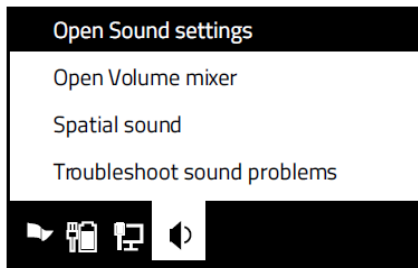 Open Sound settings
Open Volume mixer
Spatial sound
Troubleshoot sound problems